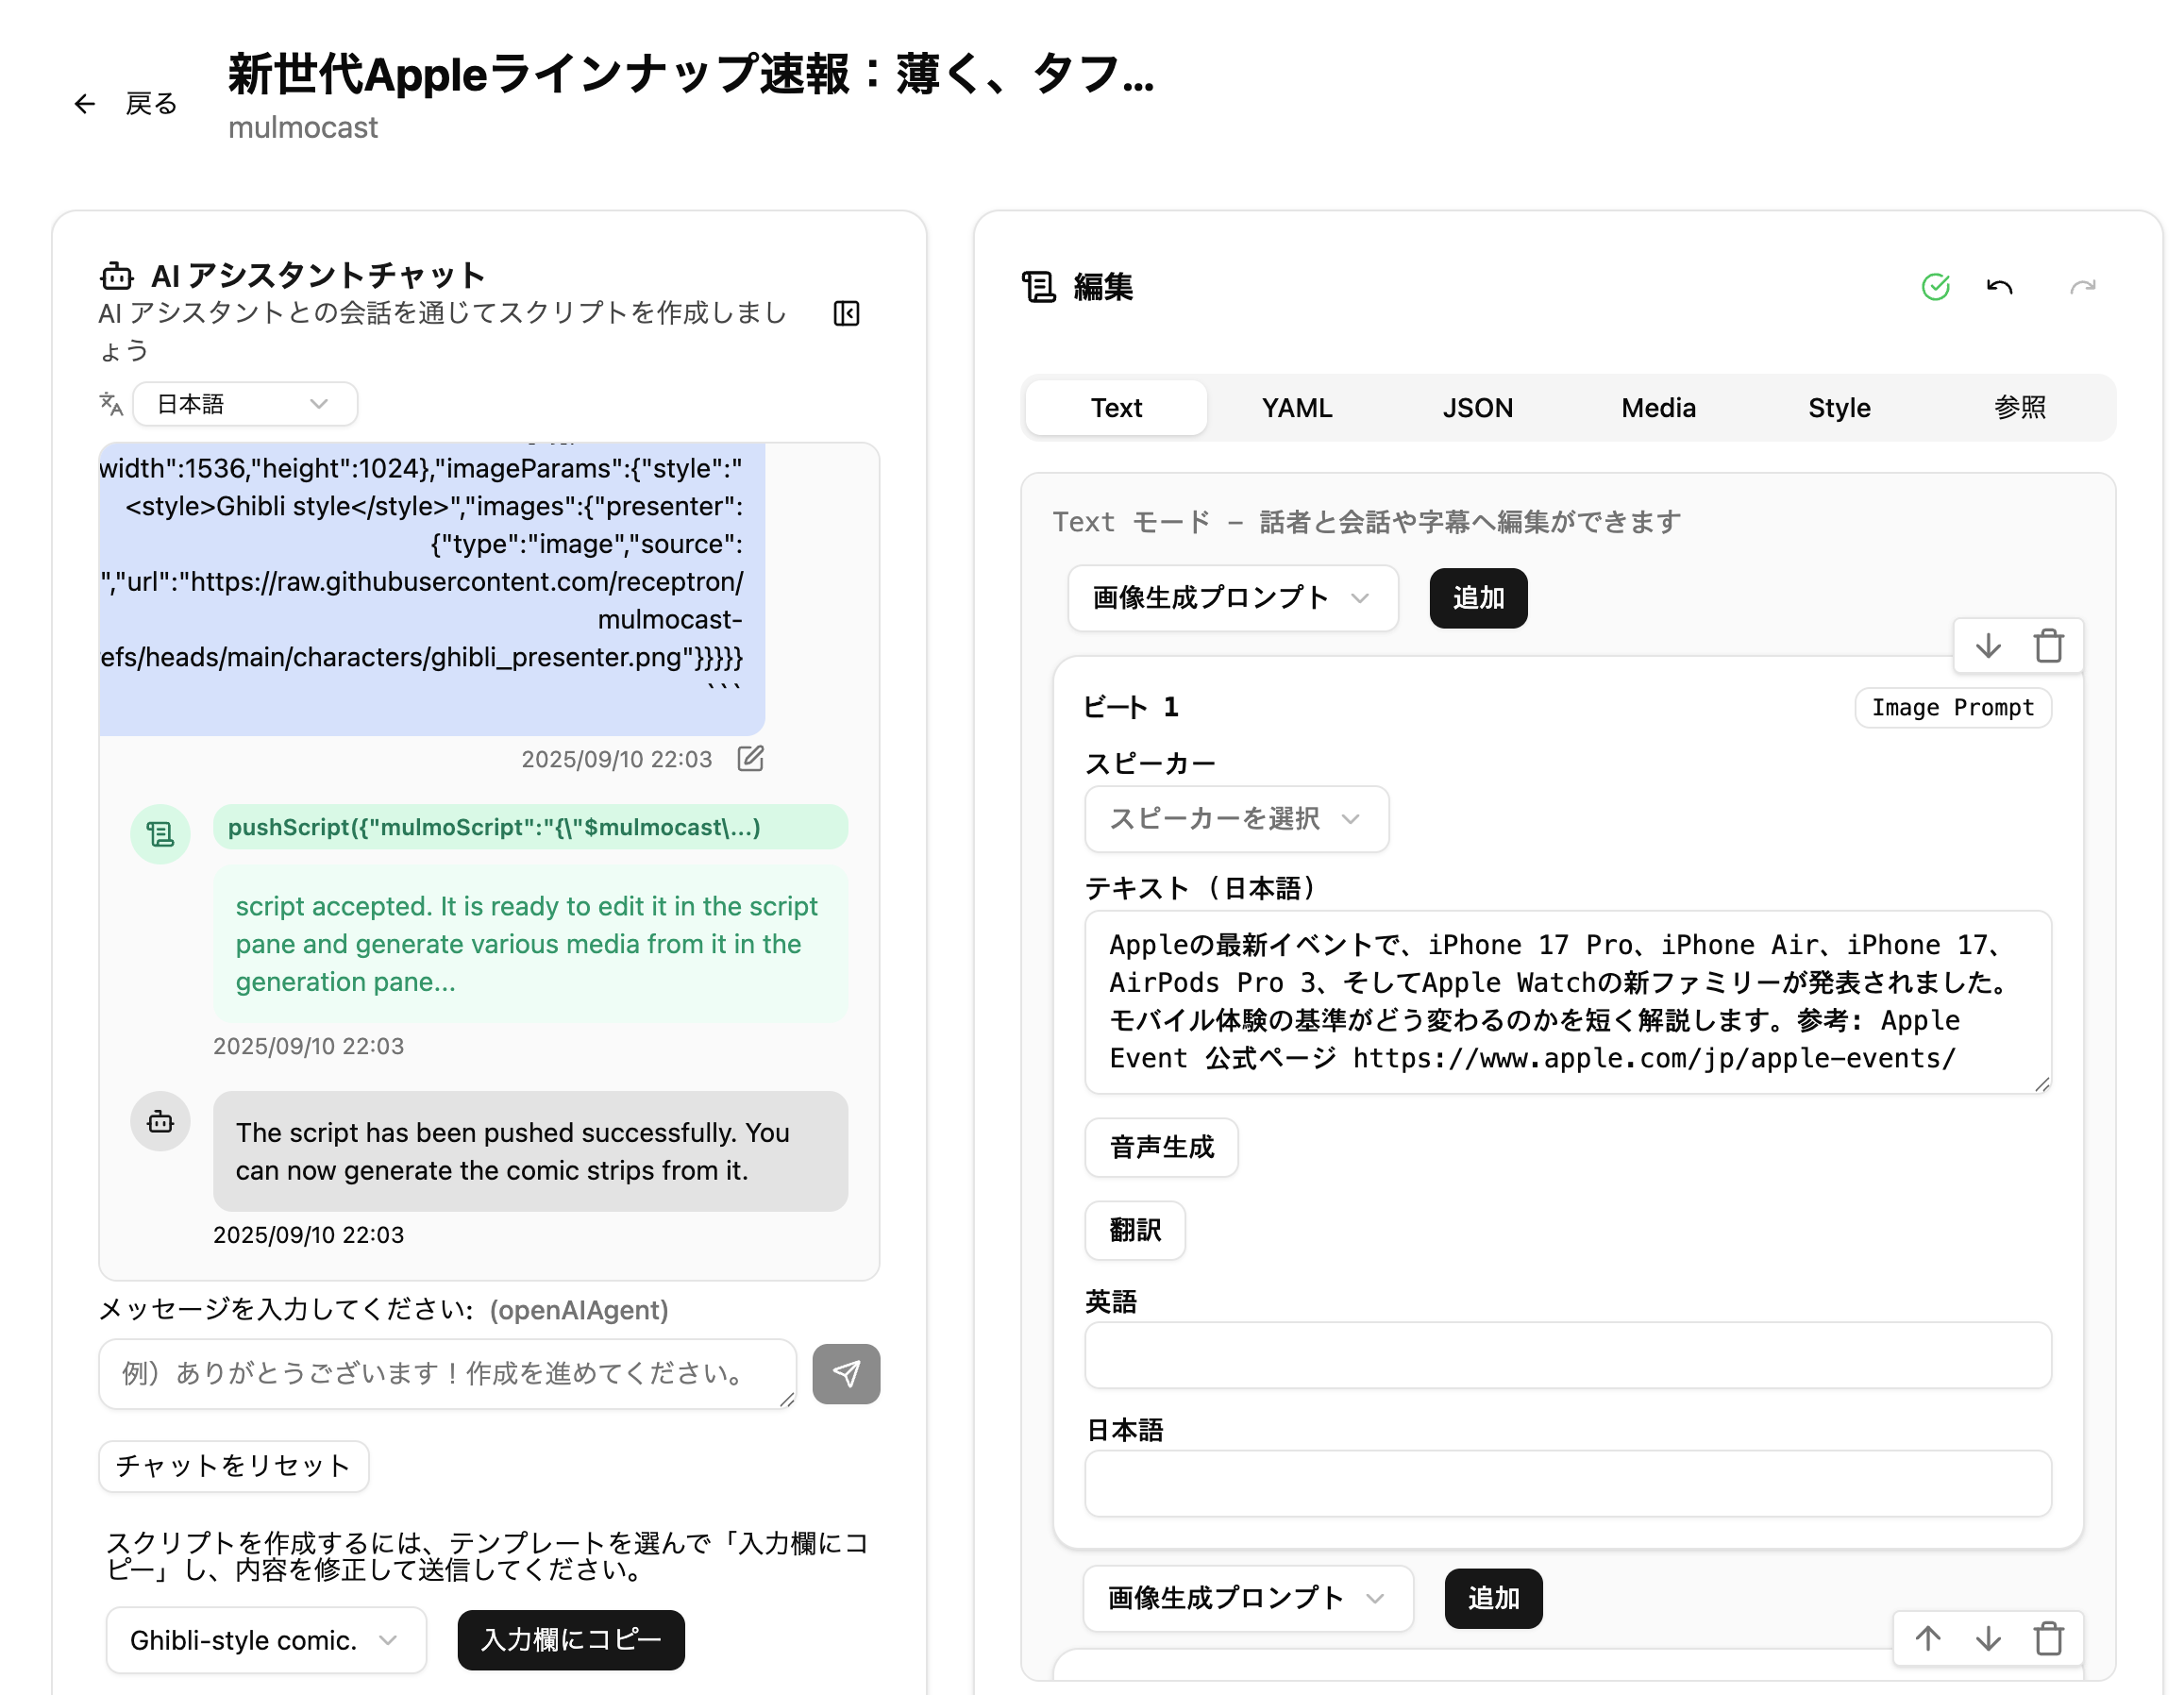 新世代Appleラインナップ速報：薄く、タフ...
戻る
mulmocast
AI アシスタントチャット
AI アシスタントとの会話を通じてスクリプトを作成しまし
ょう
日本語
width":1536,"height":1024},"imageParams":{"style":"
<style>Ghibli style</style>","images":{"presenter":
{"type":"image","source":
","url":"https://raw.githubusercontent.com/receptron/
mulmocast-
efs/heads/main/characters/ghibli_presenter.png"}}}}}
```
2025/09/10 22:03
pushScript({"mulmoScript":"{\"$mulmocast\...)
script accepted. It is ready to edit it in the script
pane and generate various media from it in the
generation pane...
2025/09/10 22:03
The script has been pushed successfully. You
can now generate the comic strips from it.
2025/09/10 22:03
メッセージを入力してください: (openAIAgent)
例）ありがとうございます！作成を進めてください。
チャットをリセット
スクリプトを作成するには、テンプレートを選んで「入力欄にコ
ピー」し、内容を修正して送信してください。
Ghibli-style comic.
入力欄にコピー
編集
Text YAML JSON Media Style 参照
Text モード – 話者と会話や字幕へ編集ができます
画像生成プロンプト
追加
ビート 1
Image Prompt
スピーカー
スピーカーを選択
テキスト（日本語）
Appleの最新イベントで、iPhone 17 Pro、iPhone Air、iPhone 17、
AirPods Pro 3、そしてApple Watchの新ファミリーが発表されました。
モバイル体験の基準がどう変わるのかを短く解説します。参考: Apple
Event 公式ページ https://www.apple.com/jp/apple-events/
音声生成
翻訳
英語
日本語
画像生成プロンプト
追加